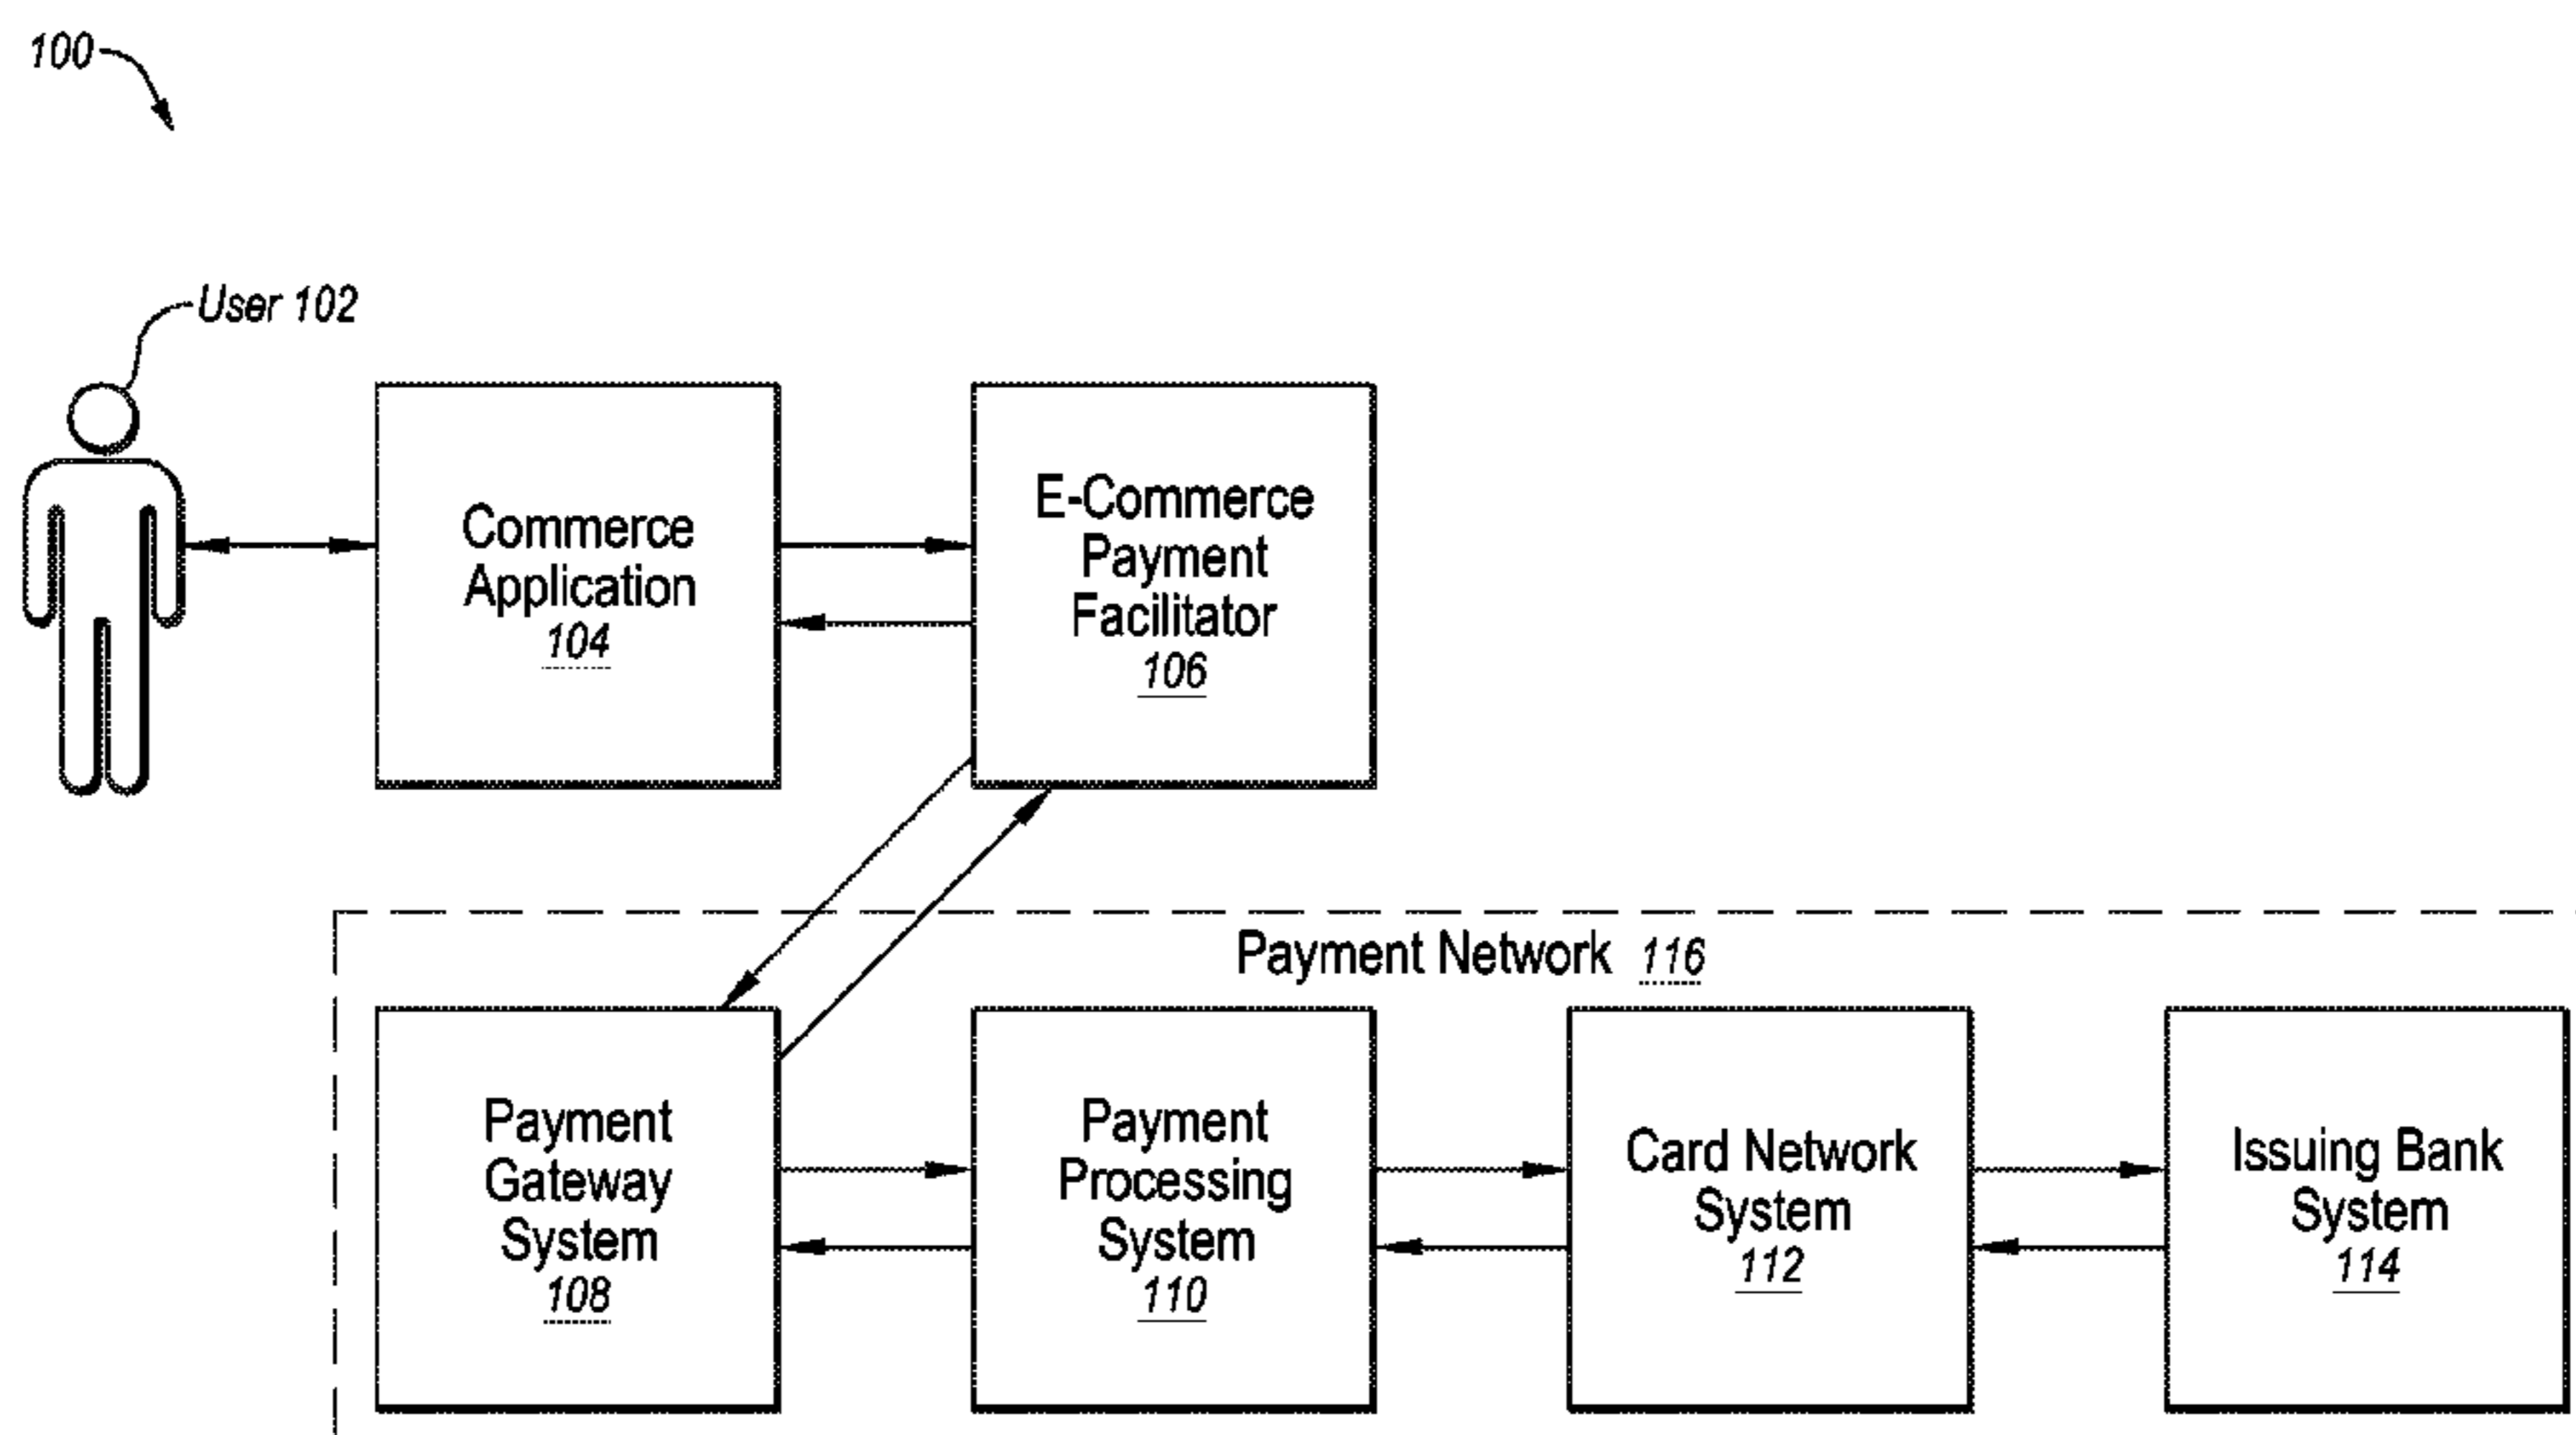 100
User 102
Commerce
Application
104
E-Commerce
Payment
Facilitator
106
Payment Network 116
Payment
Gateway
System
108
Payment
Processing
System
110
Card Network
System
112
Issuing Bank
System
114